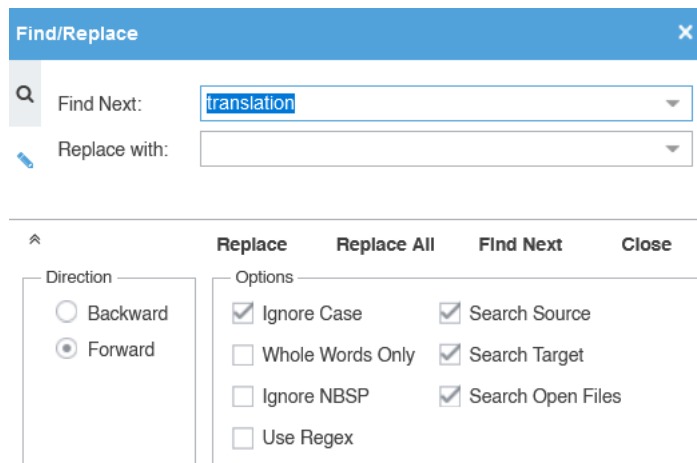 Find/Replace
Find Next: translation
Replace with:
Replace Replace All Find Next Close
Direction Options
Backward Ignore Case Search Source
Forward Whole Words Only Search Target
Ignore NBSP Search Open Files
Use Regex